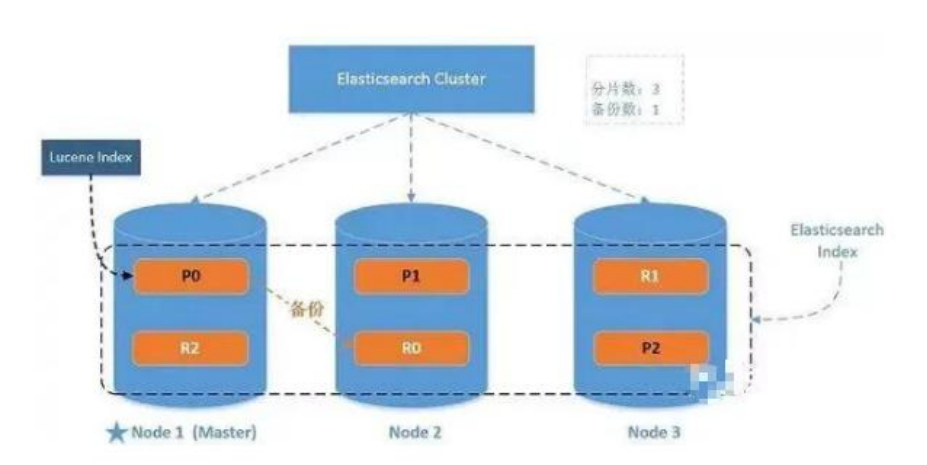 Elasticsearch Cluster
分片数：3
备份数：1
Lucene Index
Elasticsearch
Index
P0
P1
R1
备份
R2
R0
P2
Node 1 (Master)
Node 2
Node 3